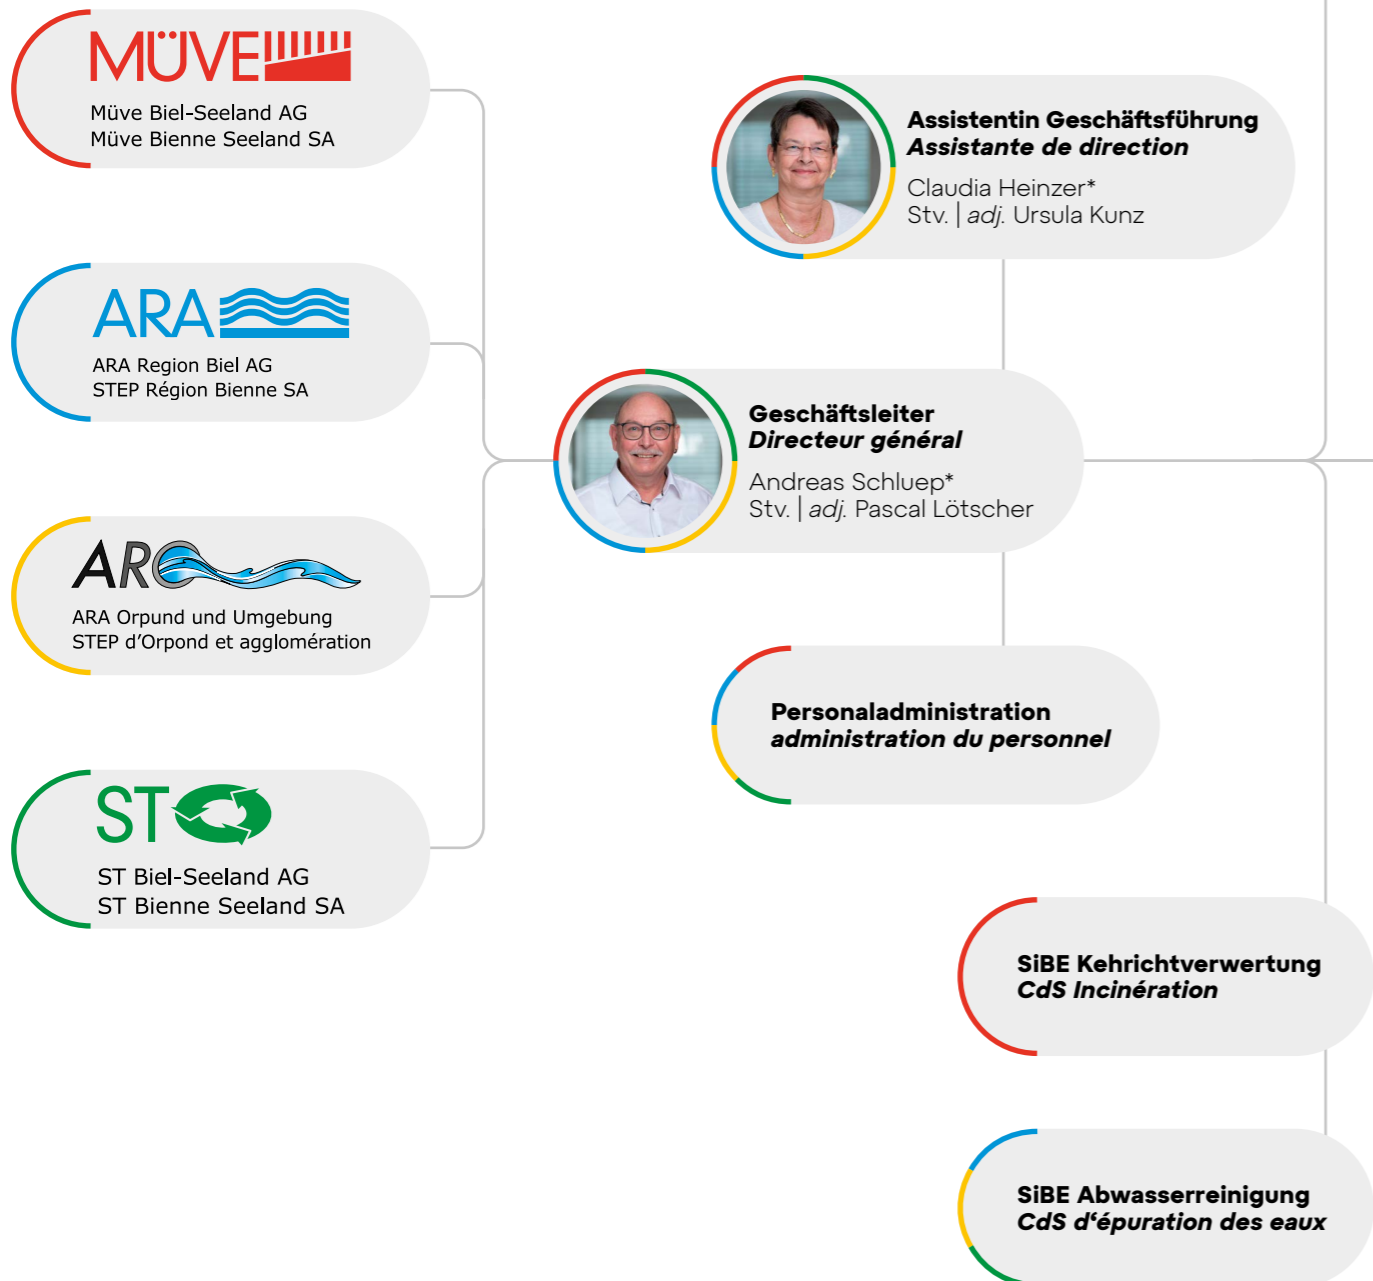 MÜVE
Müve Biel-Seeland AG
Müve Bienne Seeland SA
ARA
ARA Region Biel AG
STEP Région Bienne SA
ARO
ARA Orpund und Umgebung
STEP d’Orpond et agglomération
ST
ST Biel-Seeland AG
ST Bienne Seeland SA
Assistentin Geschäftsführung
Assistante de direction
Claudia Heinzer*
Stv. | adj. Ursula Kunz
Geschäftsleiter
Directeur général
Andreas Schluep*
Stv. | adj. Pascal Lötscher
Personaladministration
administration du personnel
SiBE Kehrichtverwertung
CdS Incinération
SiBE Abwasserreinigung
CdS d‘épuration des eaux